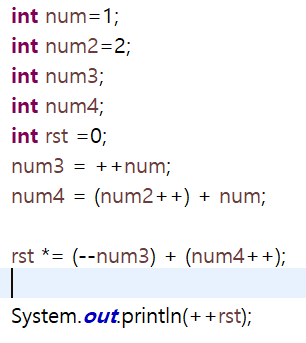 int num=1;
int num2=2;
int num3;
int num4;
int rst =0;
num3 = ++num;
num4 = (num2++) + num;
rst *= (--num3) + (num4++);
System.out.println(++rst);